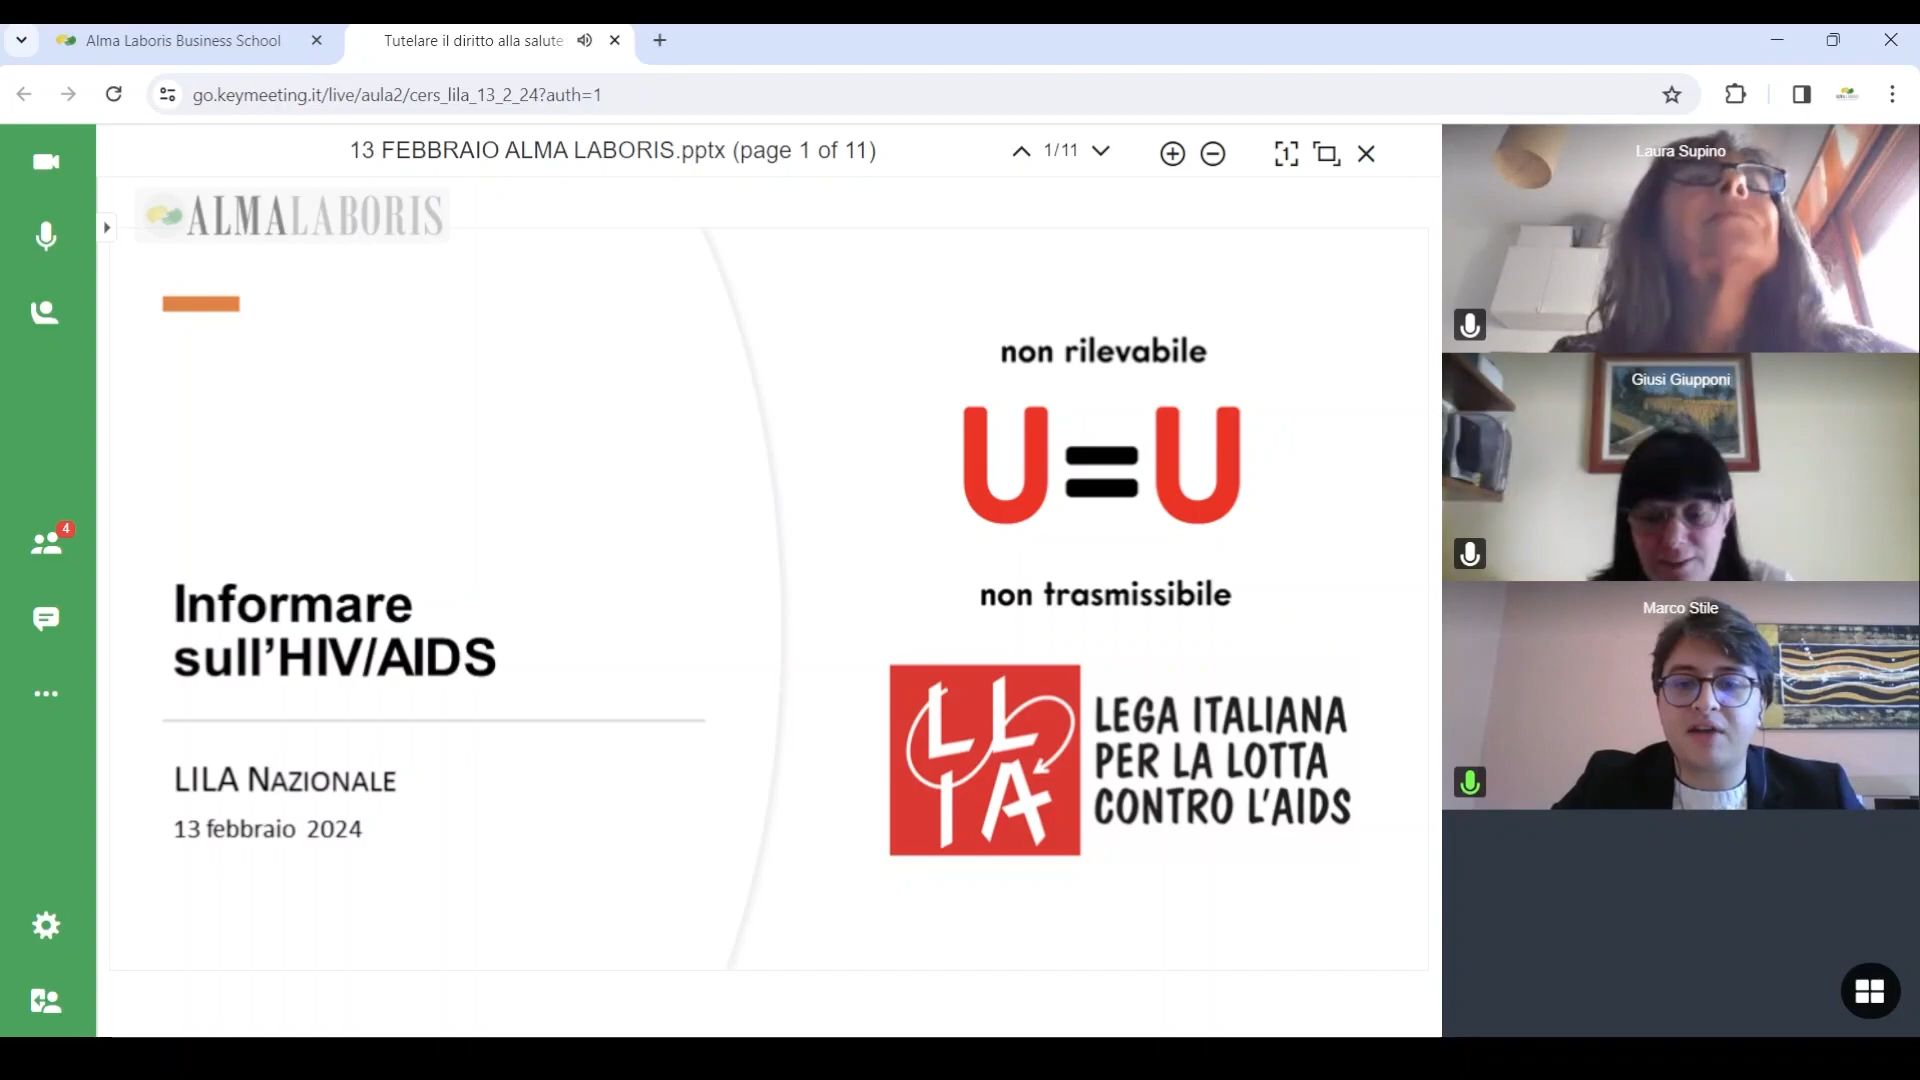 Alma Laboris Business School
Tutelare il diritto alla salute
go.keymeeting.it/live/aula2/cers_lila_13_2_24?auth=1
13 FEBBRAIO ALMA LABORIS.pptx (page 1 of 11)
1/11
1
ALMALABORIS
Informare
sull'HIV/AIDS
LILA NAZIONALE
13 febbraio 2024
non rilevabile
U=U
non trasmissibile
LILA
LEGA ITALIANA
PER LA LOTTA
CONTRO L'AIDS
4
Laura Supino
Giusi Giupponi
Marco Stile